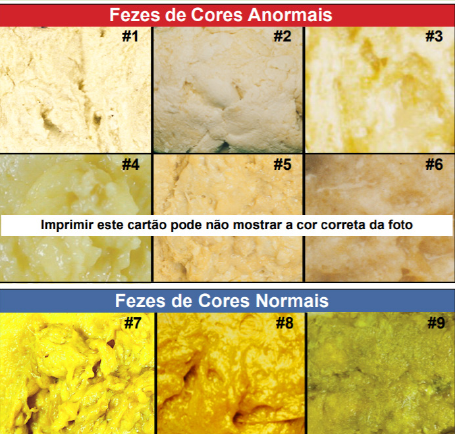 Fezes de Cores Anormais
#1 #2 #3
#4 #5 #6
Imprimir este cartão pode não mostrar a cor correta da foto
Fezes de Cores Normais
#7 #8 #9